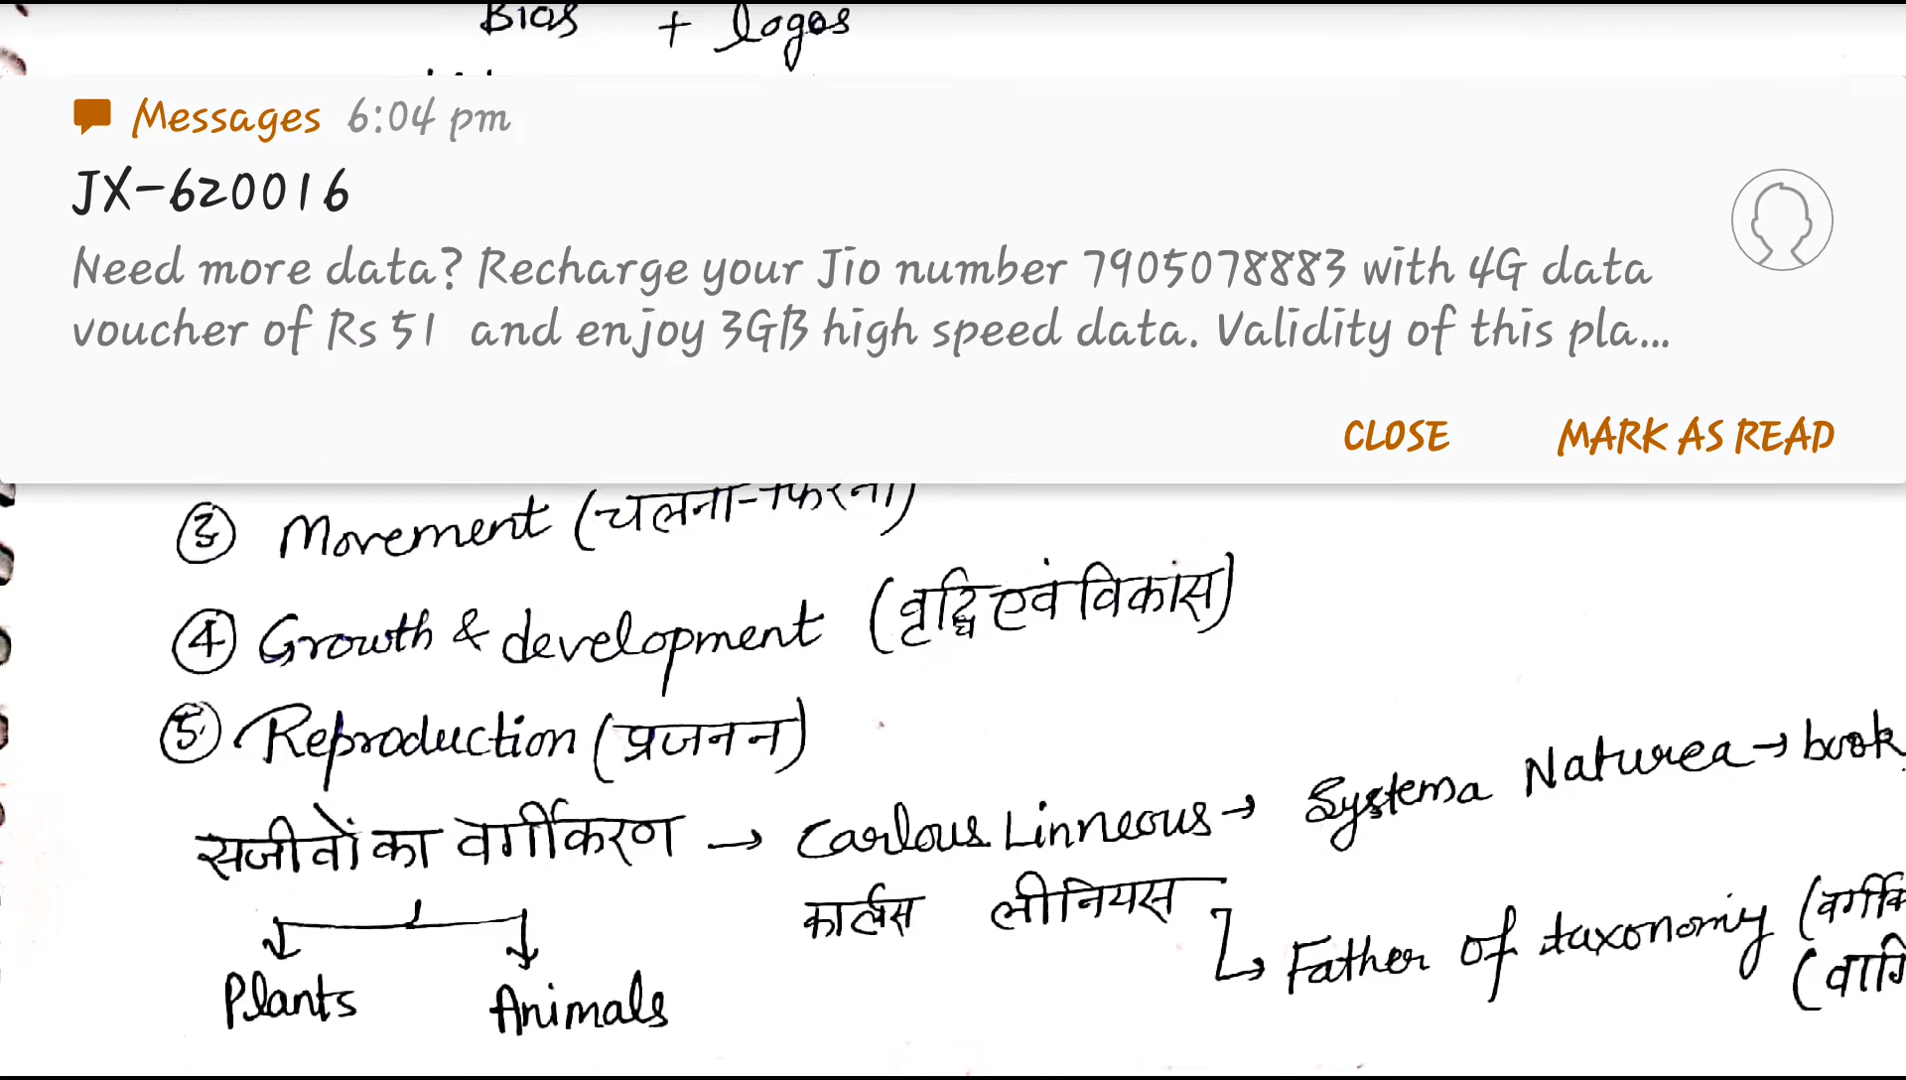 Bios + logos
Messages 6:04 pm
JX-620016
Need more data? Recharge your Jio number 7905078883 with 4G data
voucher of Rs 51 and enjoy 3GB high speed data. Validity of this pla...
CLOSE MARK AS READ
③ Movement (चलना-फिरना)
④ Growth & development (वृद्धि एवं विकांस)
⑤ Reproduction (प्रजनन)
सजीवों का वर्गीकरण → Carlous Linneous → Systema Naturea → book
कार्लस लीनियस
Father of taxonomy (वर्गीक
(वार्गि
Plants Animals